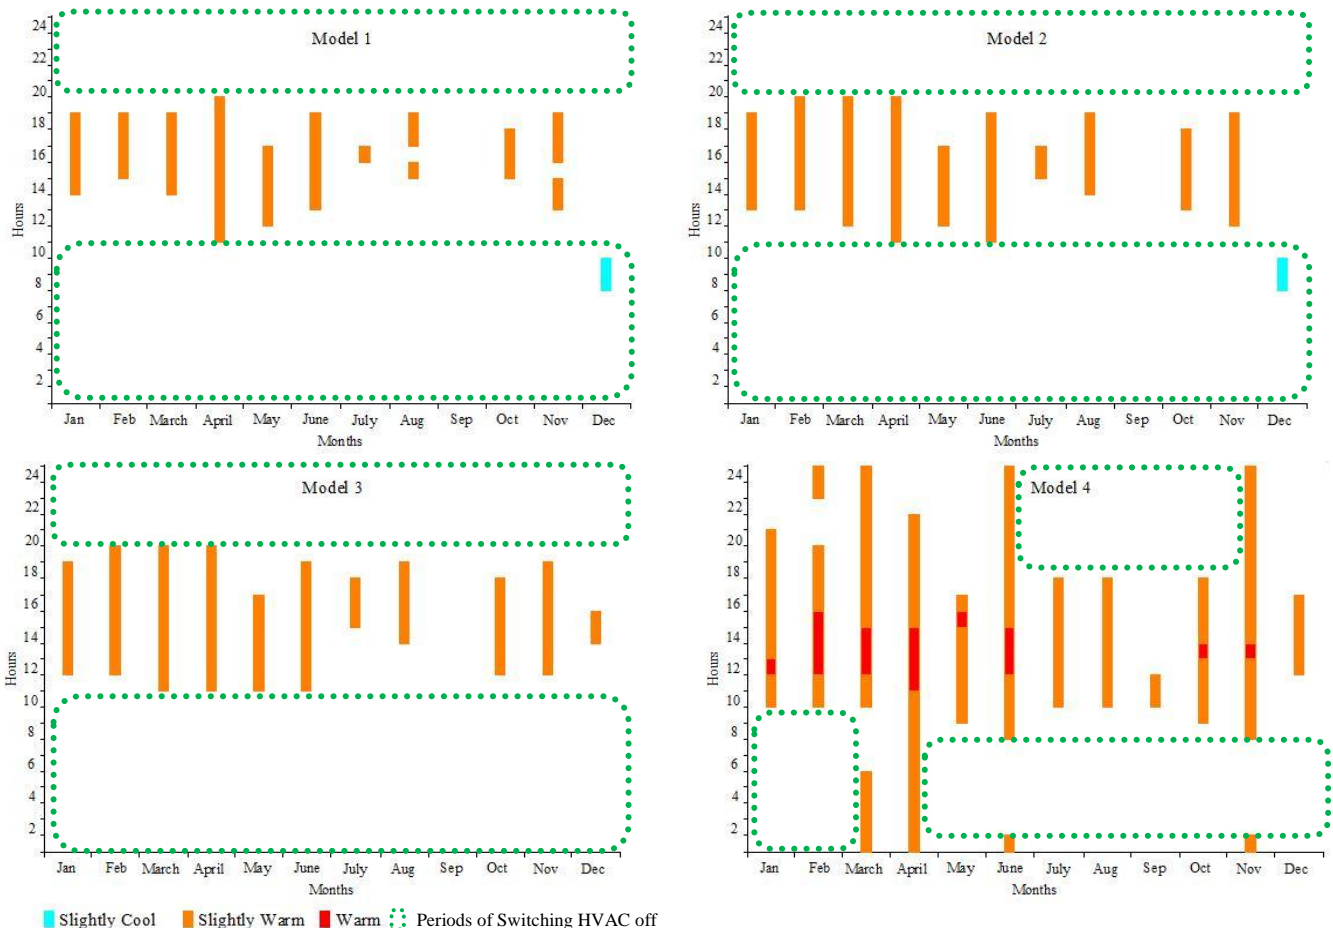 Model 1
24
22
20
18
16
14
12
10
8
6
4
2
Hours
Jan Feb March April May June July Aug Sep Oct Nov Dec
Months
Model 2
24
22
20
18
16
14
12
10
8
6
4
2
Hours
Jan Feb March April May June July Aug Sep Oct Nov Dec
Months
Model 3
24
22
20
18
16
14
12
10
8
6
4
2
Hours
Jan Feb March April May June July Aug Sep Oct Nov Dec
Months
Model 4
24
22
20
18
16
14
12
10
8
6
4
2
Hours
Jan Feb March April May June July Aug Sep Oct Nov Dec
Months
Slightly Cool Slightly Warm Warm Periods of Switching HVAC off